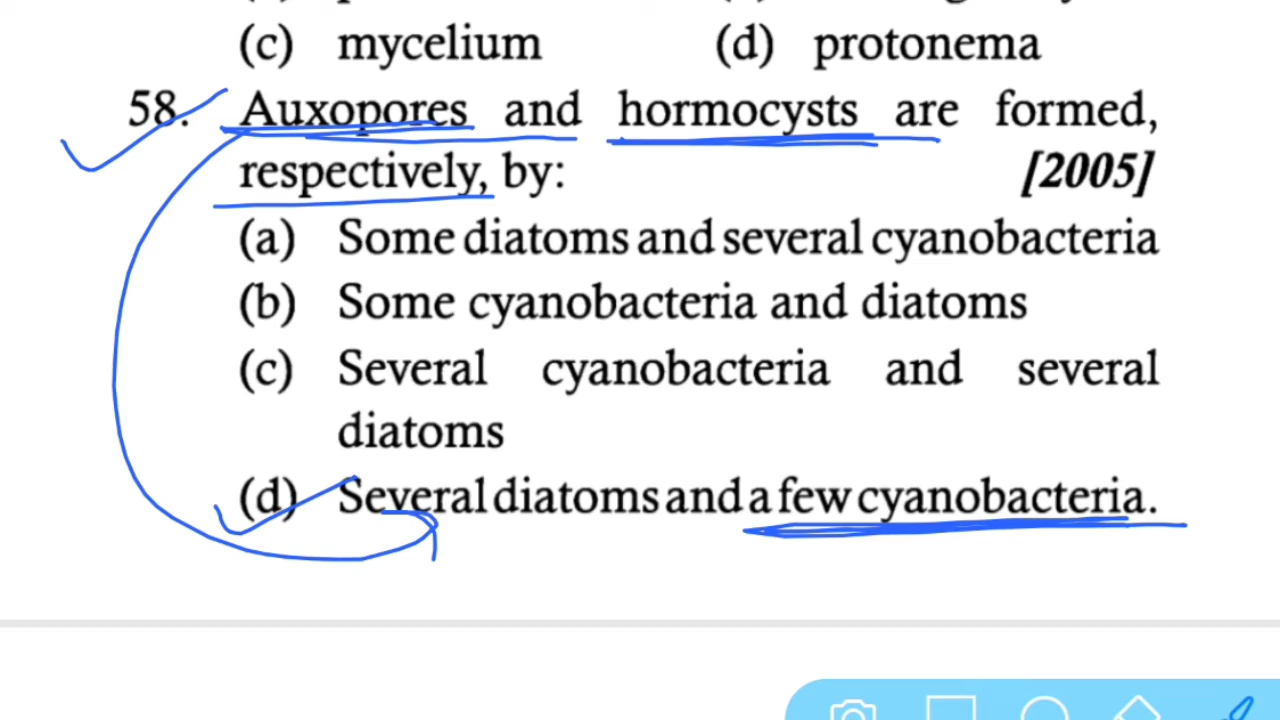 (c) mycelium (d) protonema
58. Auxopores and hormocysts are formed,
respectively, by: [2005]
(a) Some diatoms and several cyanobacteria
(b) Some cyanobacteria and diatoms
(c) Several cyanobacteria and several
diatoms
(d) Several diatoms and a few cyanobacteria.